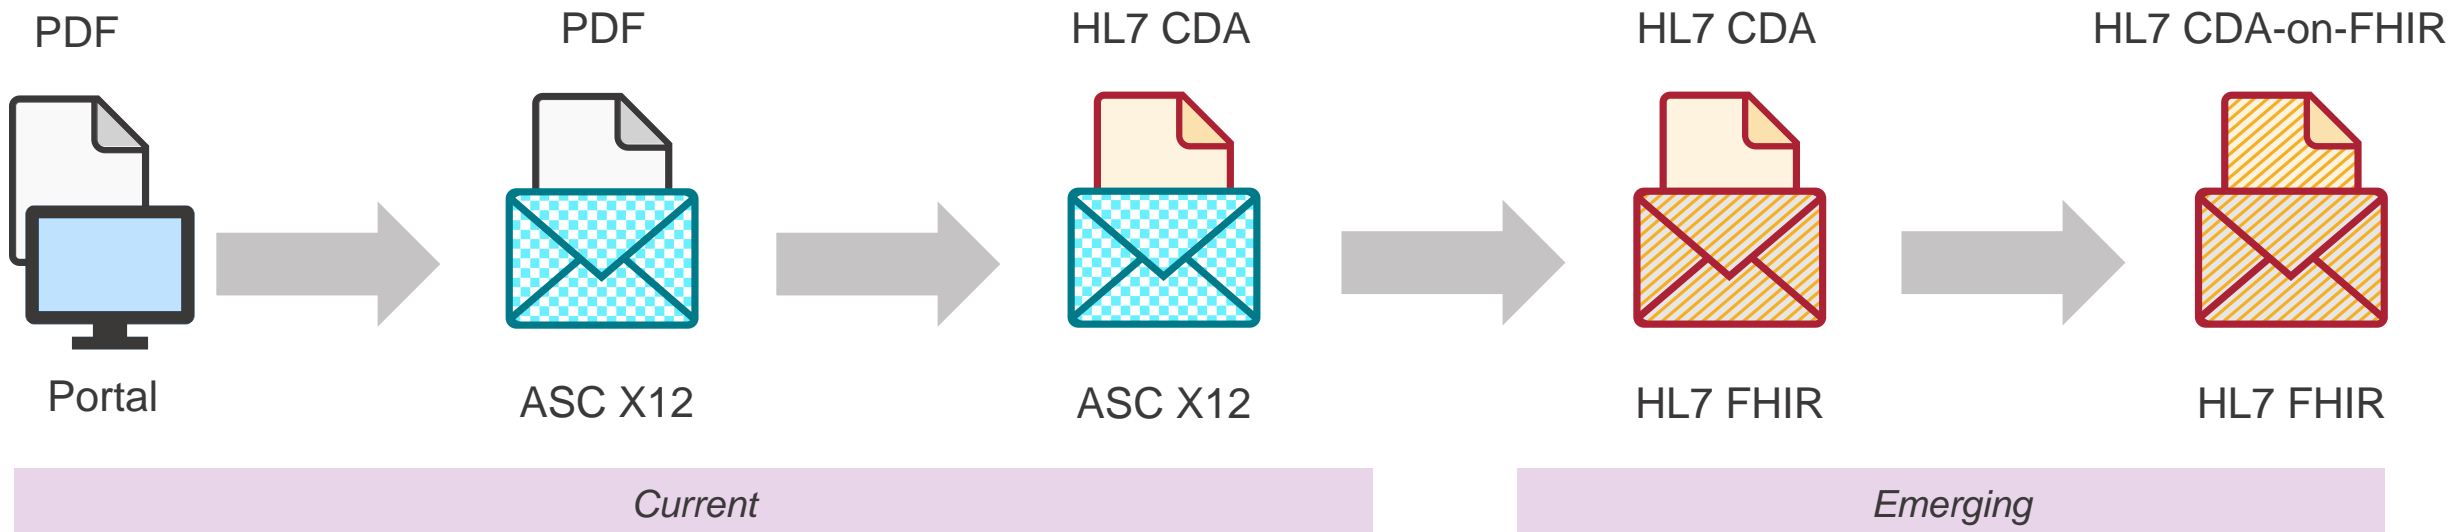 PDF
PDF
HL7 CDA
HL7 CDA
HL7 CDA-on-FHIR
Portal
ASC X12
ASC X12
HL7 FHIR
HL7 FHIR
Current
Emerging